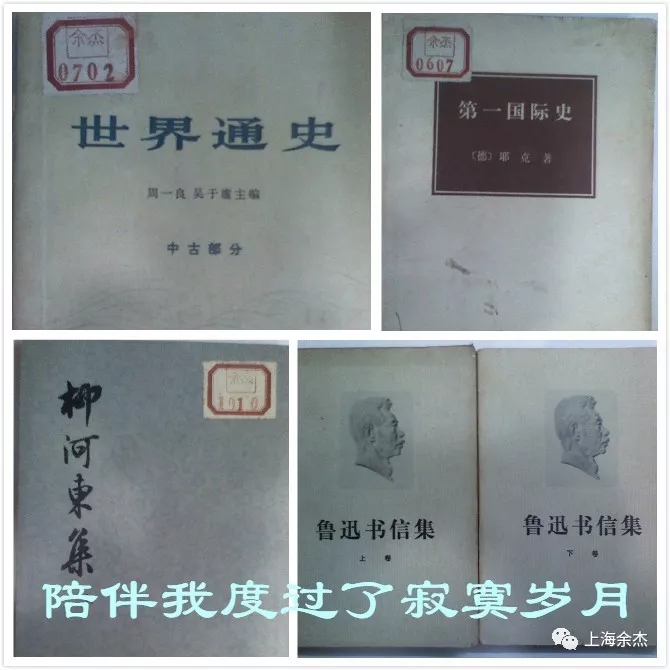 余杰
0702
世界通史
周一良 吴于廑主编
中古部分
余杰
0607
第一国际史
〔德〕耶克 著
余杰
1010
柳河東集
鲁迅书信集
上卷
鲁迅书信集
下卷
陪伴我度过了寂寞岁月
上海余杰